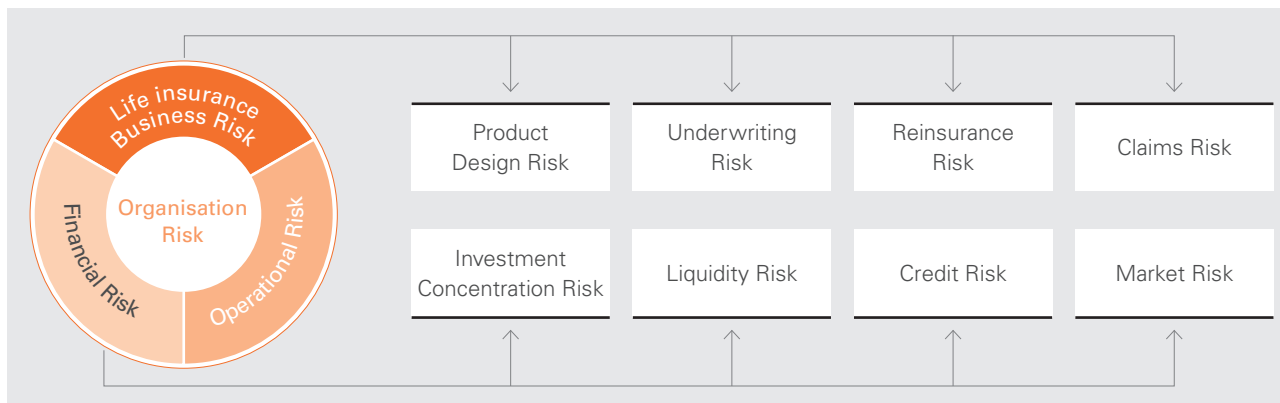 Life insurance
Business Risk
Organisation
Risk
Financial Risk
Operational Risk
Product
Design Risk
Underwriting
Risk
Reinsurance
Risk
Claims Risk
Investment
Concentration Risk
Liquidity Risk
Credit Risk
Market Risk